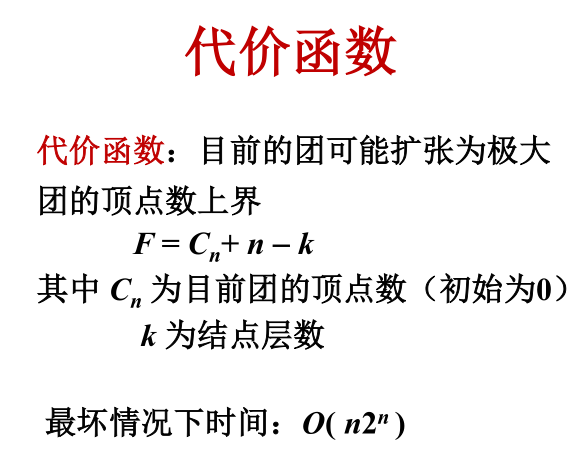 代价函数
代价函数：目前的团可能扩张为极大
团的顶点数上界
F = Cₙ+ n – k
其中 Cₙ 为目前团的顶点数（初始为0）
k 为结点层数
最坏情况下时间：O( n2ⁿ )